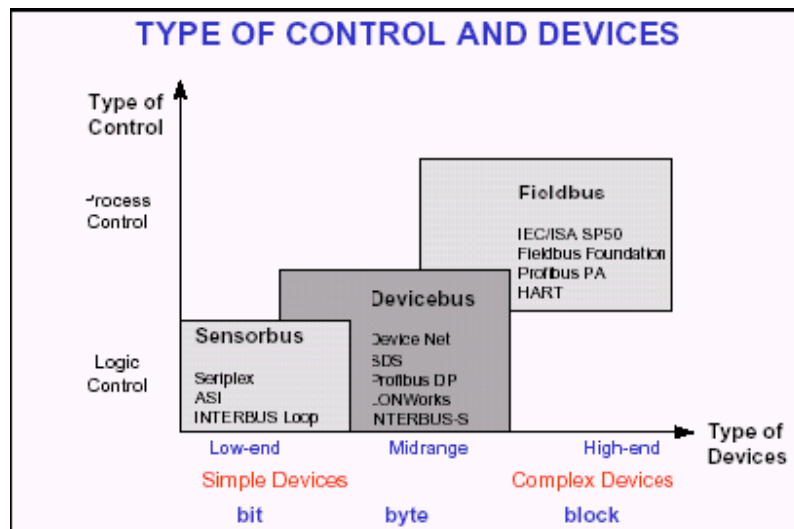 TYPE OF CONTROL AND DEVICES
Type of
Control
Process
Control
Fieldbus
IEC/ISA SP50
Fieldbus Foundation
Profibus PA
HART
Devicebus
Device Net
SDS
Profibus DP
LONWorks
INTERBUS-S
Sensorbus
Seriplex
ASI
INTERBUS Loop
Logic
Control
Low-end
Midrange
High-end
Type of
Devices
Simple Devices
Complex Devices
bit
byte
block